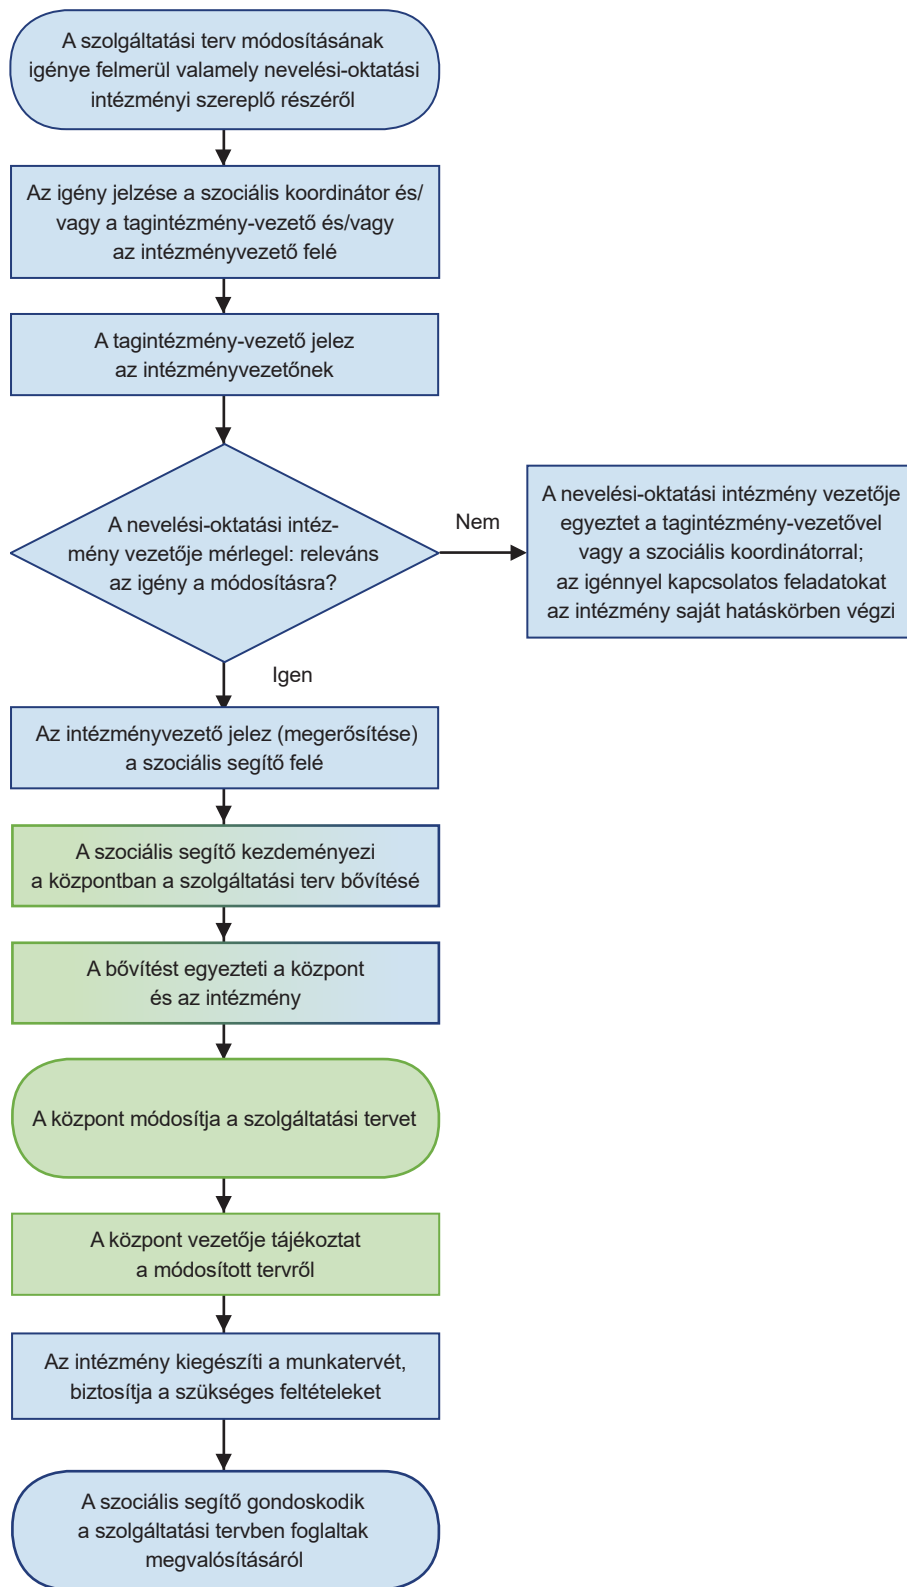 A szolgáltatási terv módosításának
igénye felmerül valamely nevelési-oktatási
intézményi szereplő részéről
Az igény jelzése a szociális koordinátor és/
vagy a tagintézmény-vezető és/vagy
az intézményvezető felé
A tagintézmény-vezető jelez
az intézményvezetőnek
A nevelési-oktatási intéz-
mény vezetője mérlegel: releváns
az igény a módosításra?
Nem
A nevelési-oktatási intézmény vezetője
egyeztet a tagintézmény-vezetővel
vagy a szociális koordinátorral;
az igénnyel kapcsolatos feladatokat
az intézmény saját hatáskörben végzi
Igen
Az intézményvezető jelez (megerősítése)
a szociális segítő felé
A szociális segítő kezdeményezi
a központban a szolgáltatási terv bővítésé
A bővítést egyezteti a központ
és az intézmény
A központ módosítja a szolgáltatási tervet
A központ vezetője tájékoztat
a módosított tervről
Az intézmény kiegészíti a munkatervét,
biztosítja a szükséges feltételeket
A szociális segítő gondoskodik
a szolgáltatási tervben foglaltak
megvalósításáról